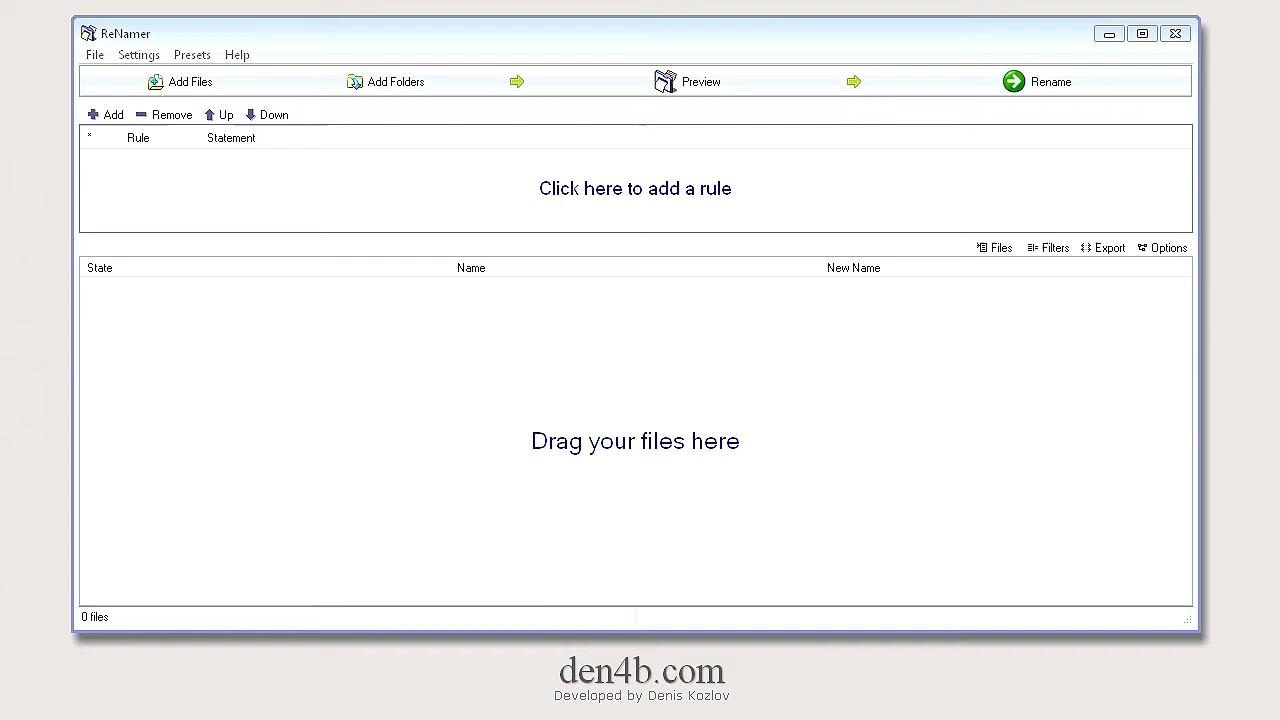 ReNamer
File Settings Presets Help
Add Files Add Folders Preview Rename
Add Remove Up Down
* Rule Statement
Click here to add a rule
Files Filters Export Options
State Name New Name
Drag your files here
0 files
den4b.com
Developed by Denis Kozlov